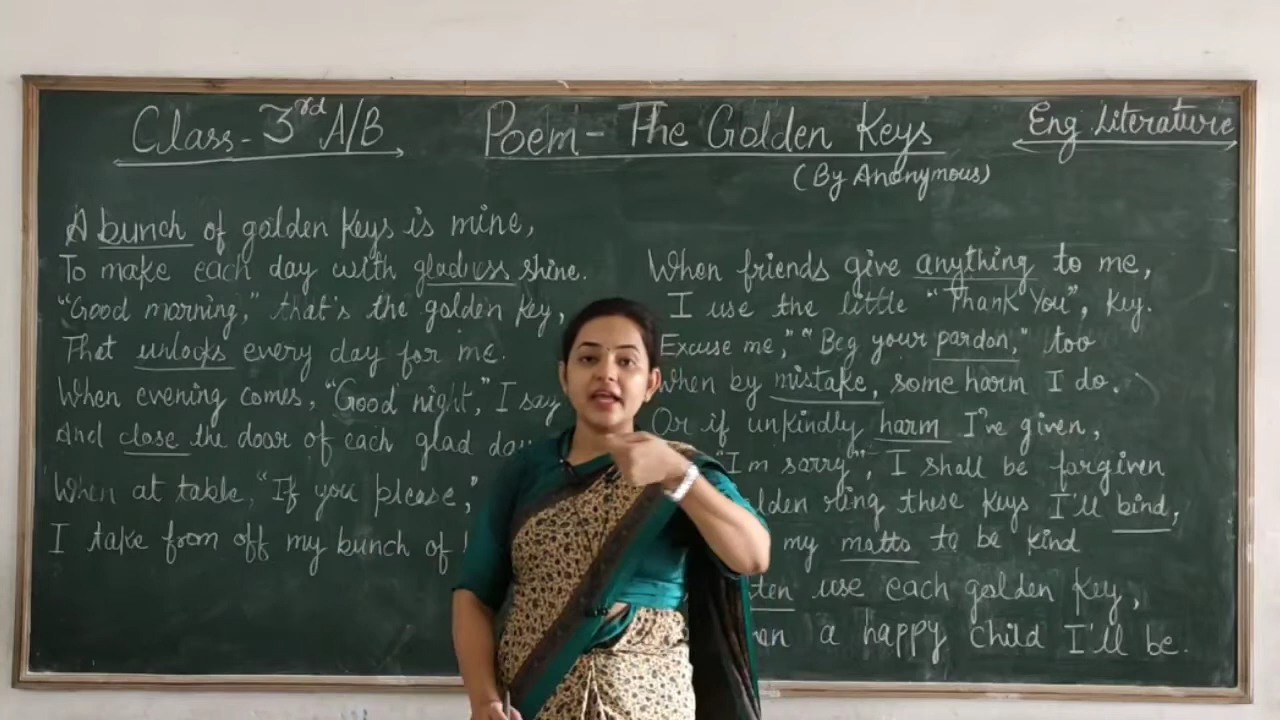 Class- 3rd A/B
Poem- The Golden Keys
Eng Literature
(By Anonymous)
A bunch of golden keys is mine,
To make each day with gladness shine.
"Good morning," that's the golden key,
That unlocks every day for me.
When evening comes, "Good night," I say
And close the door of each glad
When at table, "If you please,"
I take from off my bunch of
When friends give anything to me,
I use the little "Thank You", key.
Excuse me," "Beg your pardon," too
When by mistake, some harm I do.
Or if unkindly harm I've given,
"I'm sorry", I shall be forgiven
ring these keys I'll bind,
my motto to be kind
use each golden key,
a happy child I'll be.